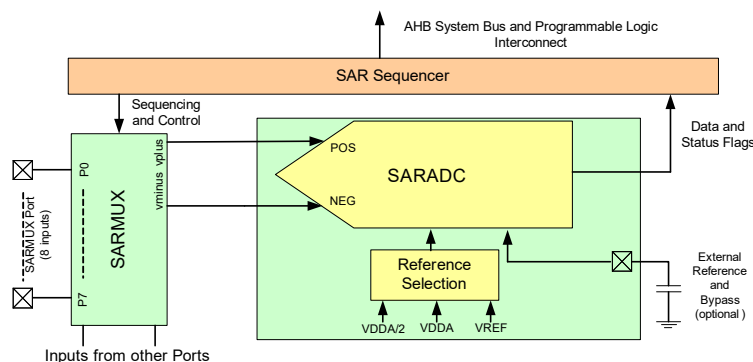 AHB System Bus and Programmable Logic
Interconnect
SAR Sequencer
Sequencing
and Control
Data and
Status Flags
vminus vplus
POS
NEG
SARADC
P0
P7
SARMUX
SARMUX Port
(8 inputs)
Reference
Selection
External
Reference
and
Bypass
(optional )
VDDA/2
VDDA
VREF
Inputs from other Ports